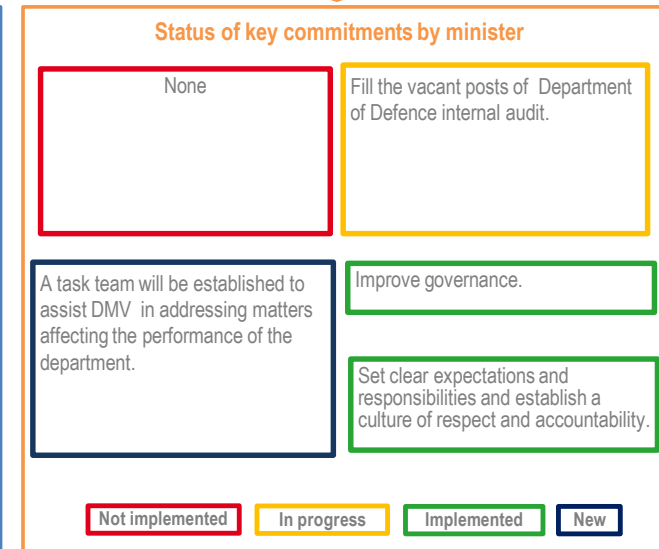 Status of key commitments by minister
None
Fill the vacant posts of Department
of Defence internal audit.
A task team will be established to
assist DMV in addressing matters
affecting the performance of the
department.
Improve governance.
Set clear expectations and
responsibilities and establish a
culture of respect and accountability.
Not implemented
In progress
Implemented
New